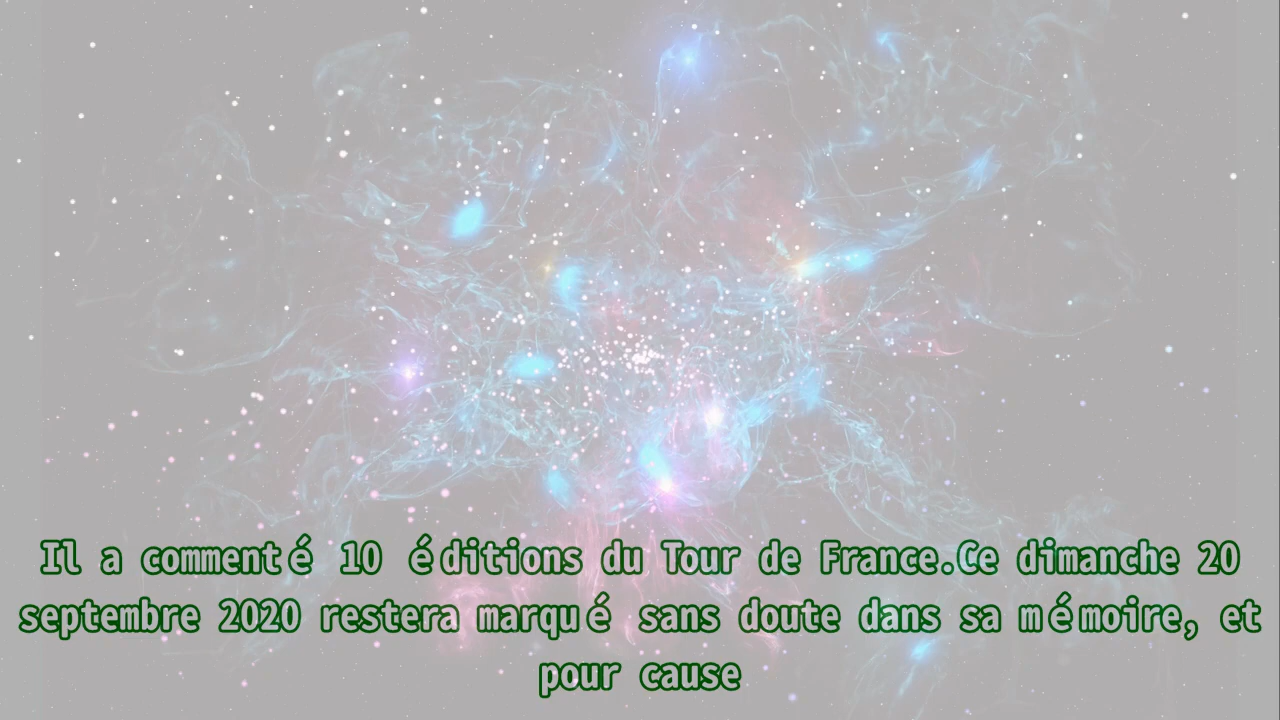 Il a commenté 10 éditions du Tour de France.Ce dimanche 20
septembre 2020 restera marqué sans doute dans sa mémoire, et
pour cause